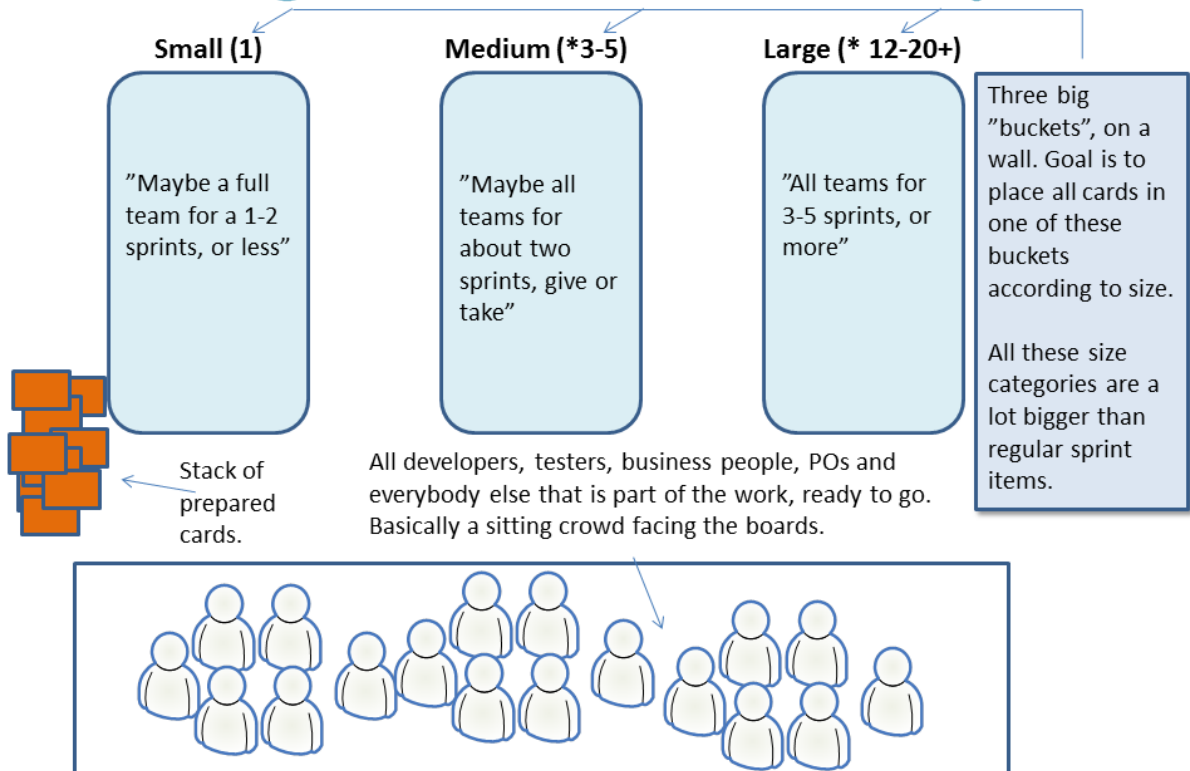 Small (1)
Medium (*3-5)
Large (* 12-20+)
”Maybe a full
team for a 1-2
sprints, or less”
”Maybe all
teams for
about two
sprints, give or
take”
”All teams for
3-5 sprints, or
more”
Three big
”buckets”, on a
wall. Goal is to
place all cards in
one of these
buckets
according to size.
All these size
categories are a
lot bigger than
regular sprint
items.
Stack of
prepared
cards.
All developers, testers, business people, POs and
everybody else that is part of the work, ready to go.
Basically a sitting crowd facing the boards.